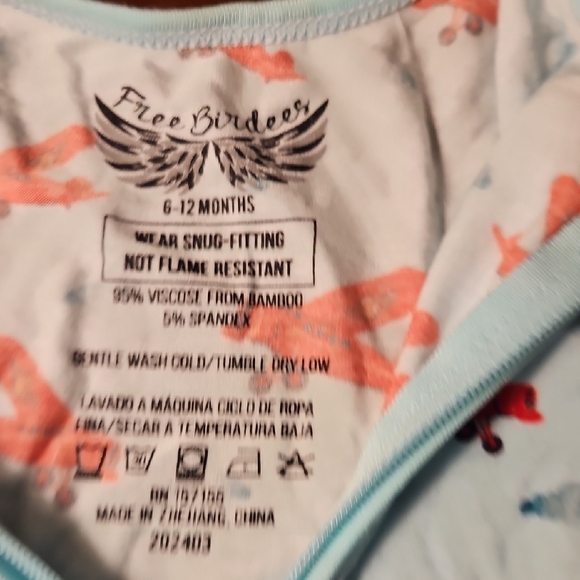 Free Birdees
6-12 MONTHS
WEAR SNUG-FITTING
NOT FLAME RESISTANT
95% VISCOSE FROM BAMBOO
5% SPANDEX
GENTLE WASH COLD/TUMBLE DRY LOW
LAVADO A MÁQUINA CICLO DE ROPA
FINA/SECAR A TEMPERATURA BAJA
RN
MADE IN ZHEJIANG, CHINA
202403